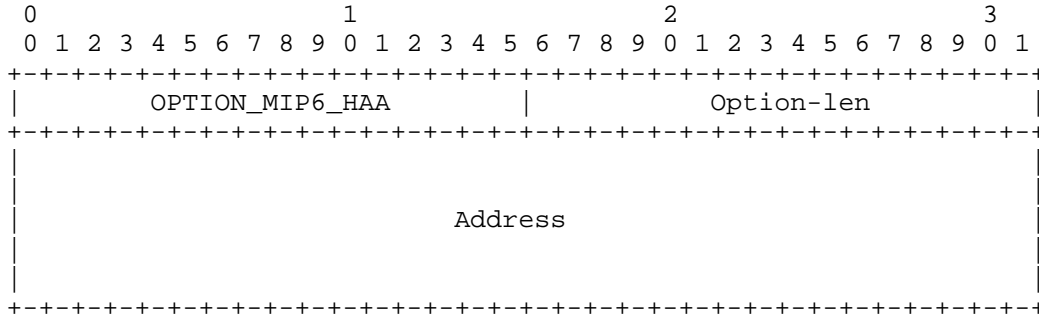 0                   1                   2                   3
0 1 2 3 4 5 6 7 8 9 0 1 2 3 4 5 6 7 8 9 0 1 2 3 4 5 6 7 8 9 0 1
+-+-+-+-+-+-+-+-+-+-+-+-+-+-+-+-+-+-+-+-+-+-+-+-+-+-+-+-+-+-+-+-+
|        OPTION_MIP6_HAA        |           Option-len          |
+-+-+-+-+-+-+-+-+-+-+-+-+-+-+-+-+-+-+-+-+-+-+-+-+-+-+-+-+-+-+-+-+
|                                                               |
|                                                               |
|                           Address                             |
|                                                               |
|                                                               |
+-+-+-+-+-+-+-+-+-+-+-+-+-+-+-+-+-+-+-+-+-+-+-+-+-+-+-+-+-+-+-+-+